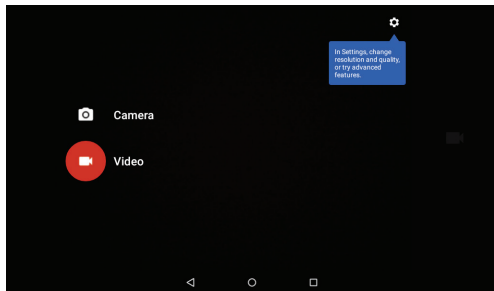 In Settings, change
resolution and quality,
or try advanced
features.
Camera
Video